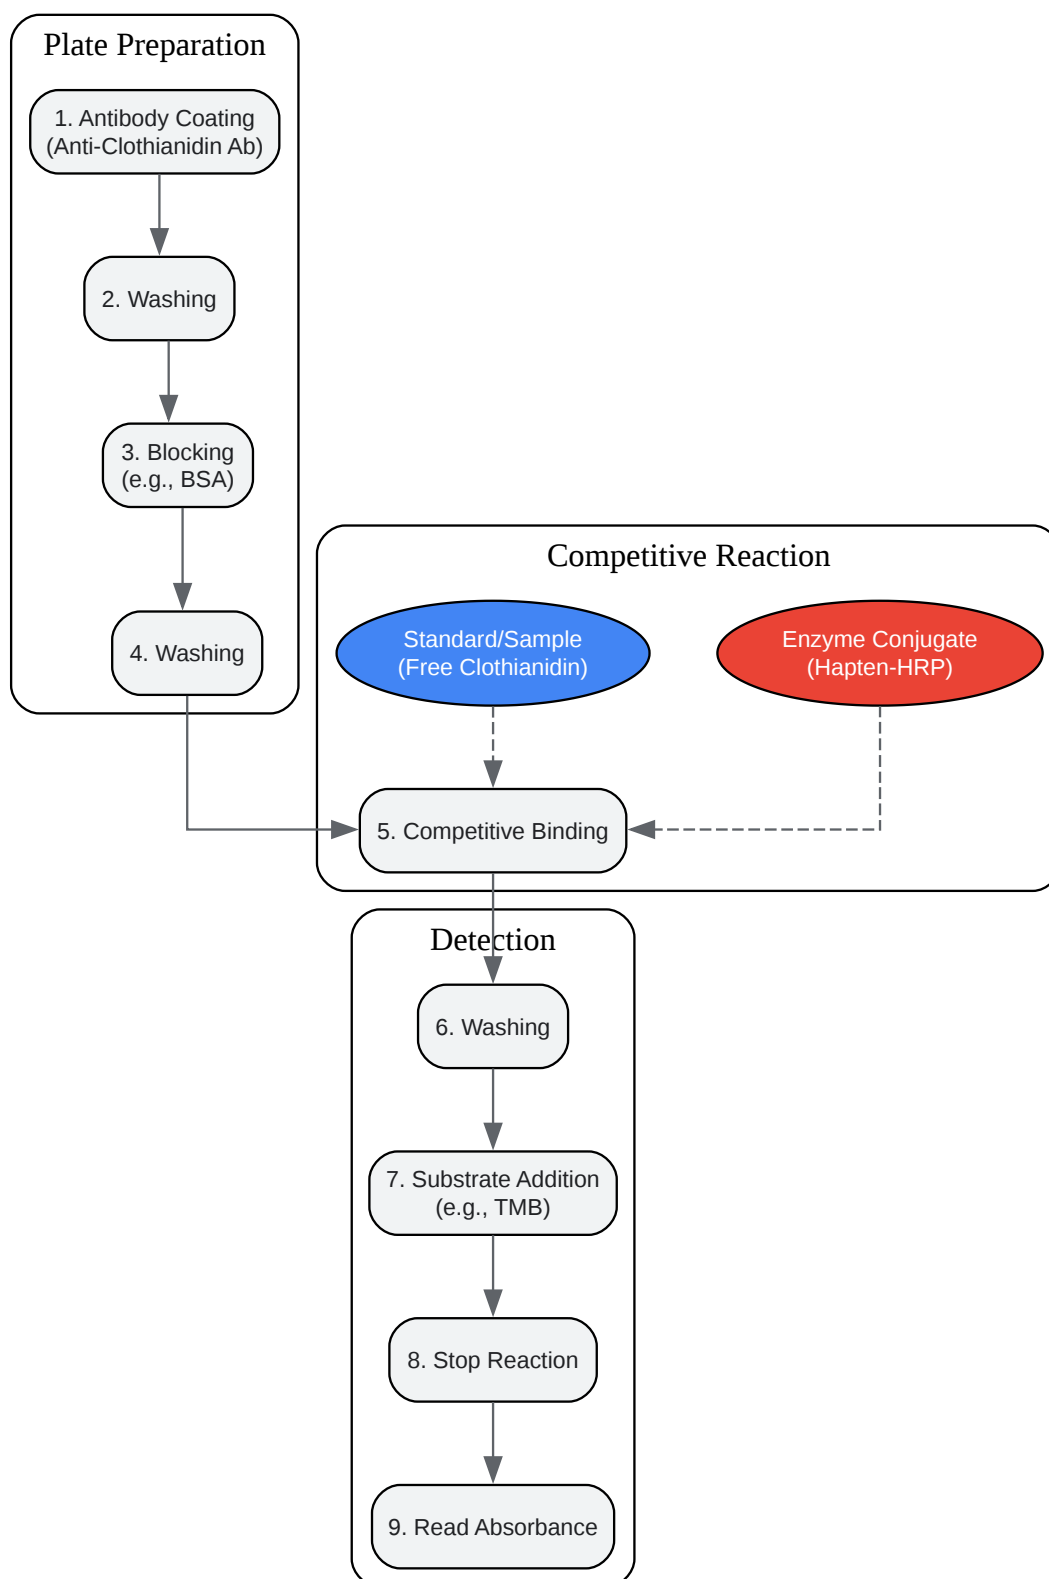 Plate Preparation
1. Antibody Coating
(Anti-Clothianidin Ab)
2. Washing
3. Blocking
(e.g., BSA)
4. Washing
Competitive Reaction
Standard/Sample
(Free Clothianidin)
Enzyme Conjugate
(Hapten-HRP)
5. Competitive Binding
Detection
6. Washing
7. Substrate Addition
(e.g., TMB)
8. Stop Reaction
9. Read Absorbance